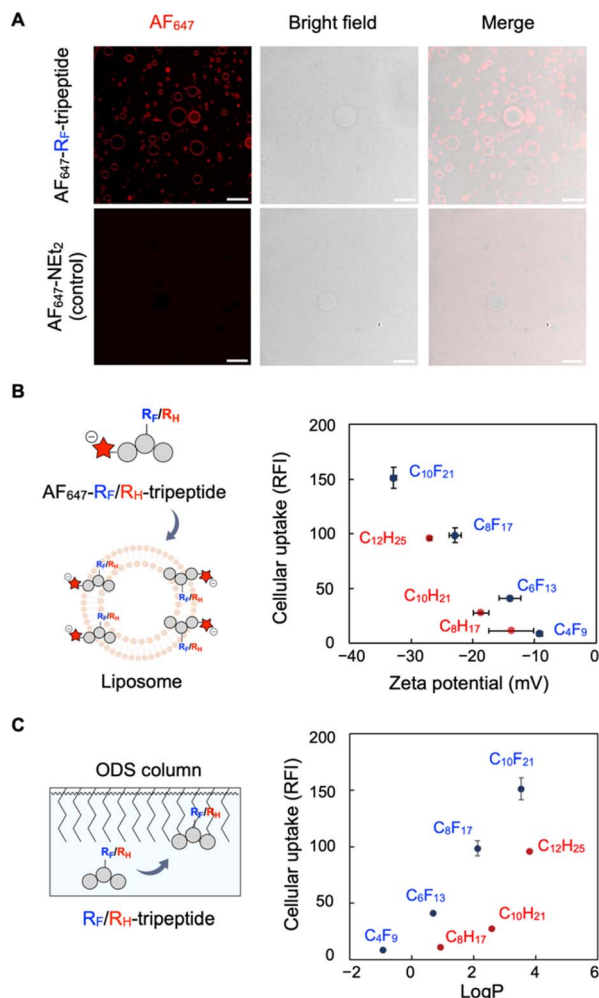 A
AF647
Bright field
Merge
AF647-RF-tripeptide
AF647-NEt2
(control)
B
RF/RH
−
AF647-RF/RH-tripeptide
RF/RH
RF/RH
−
−
−
−
RF/RH
RF/RH
Liposome
Cellular uptake (RFI)
200
150
100
50
0
C10F21
C12H25
C8F17
C10H21
C6F13
C8H17
C4F9
−40
−30
−20
−10
0
Zeta potential (mV)
C
ODS column
RF/RH
RF/RH
RF/RH-tripeptide
Cellular uptake (RFI)
200
150
100
50
0
C10F21
C8F17
C12H25
C6F13
C10H21
C4F9
C8H17
−2
0
2
4
6
LogP